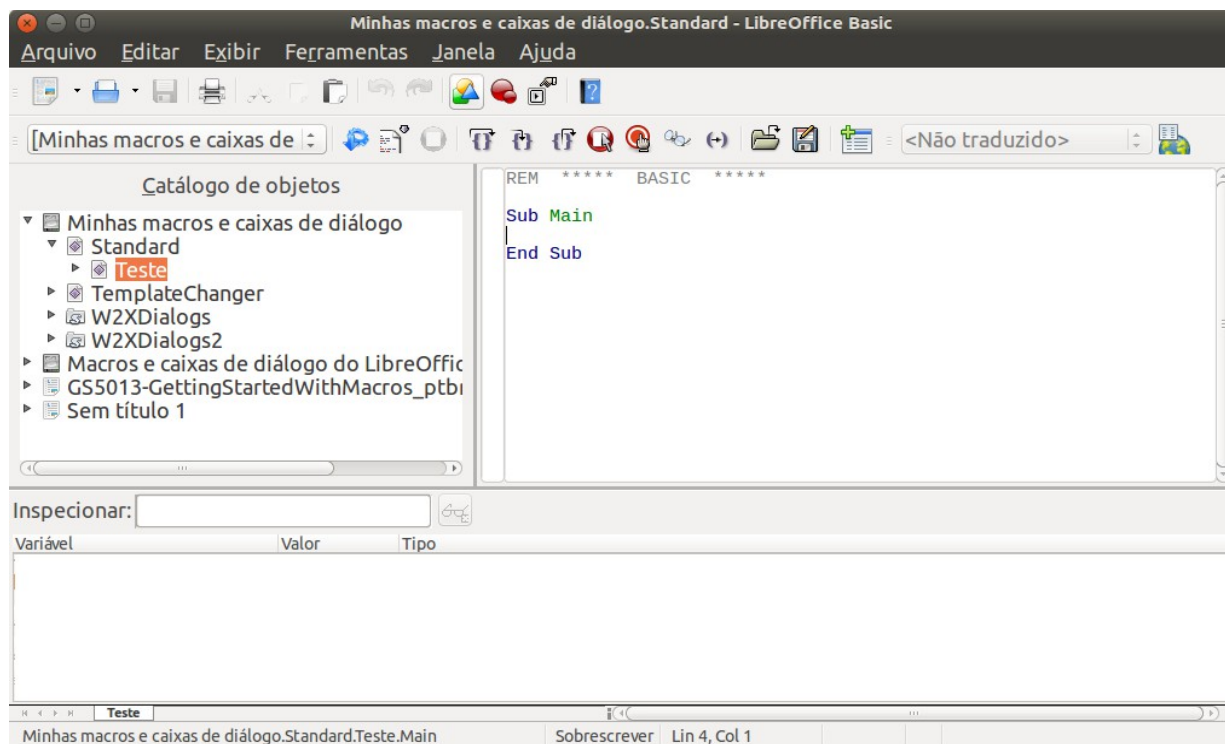 Minhas macros e caixas de diálogo.Standard - LibreOffice Basic
Arquivo Editar Exibir Ferramentas Janela Ajuda
[Minhas macros e caixas de
<Não traduzido>
Catálogo de objetos
Minhas macros e caixas de diálogo
Standard
Teste
TemplateChanger
W2XDialogs
W2XDialogs2
Macros e caixas de diálogo do LibreOffic
GS5013-GettingStartedWithMacros_ptbr
Sem título 1
REM ***** BASIC *****
Sub Main
End Sub
Inspecionar:
Variável Valor Tipo
Teste
Minhas macros e caixas de diálogo.Standard.Teste.Main Sobrescrever Lin 4, Col 1